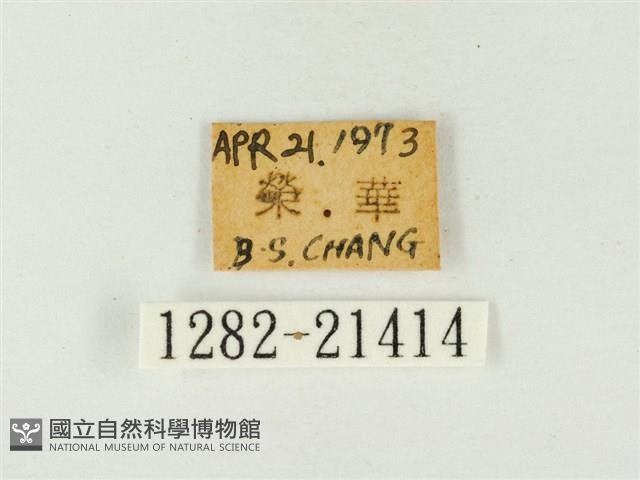 APR 21. 1973
榮.華
B.S. CHANG
1282-21414
國立自然科學博物館
NATIONAL MUSEUM OF NATURAL SCIENCE